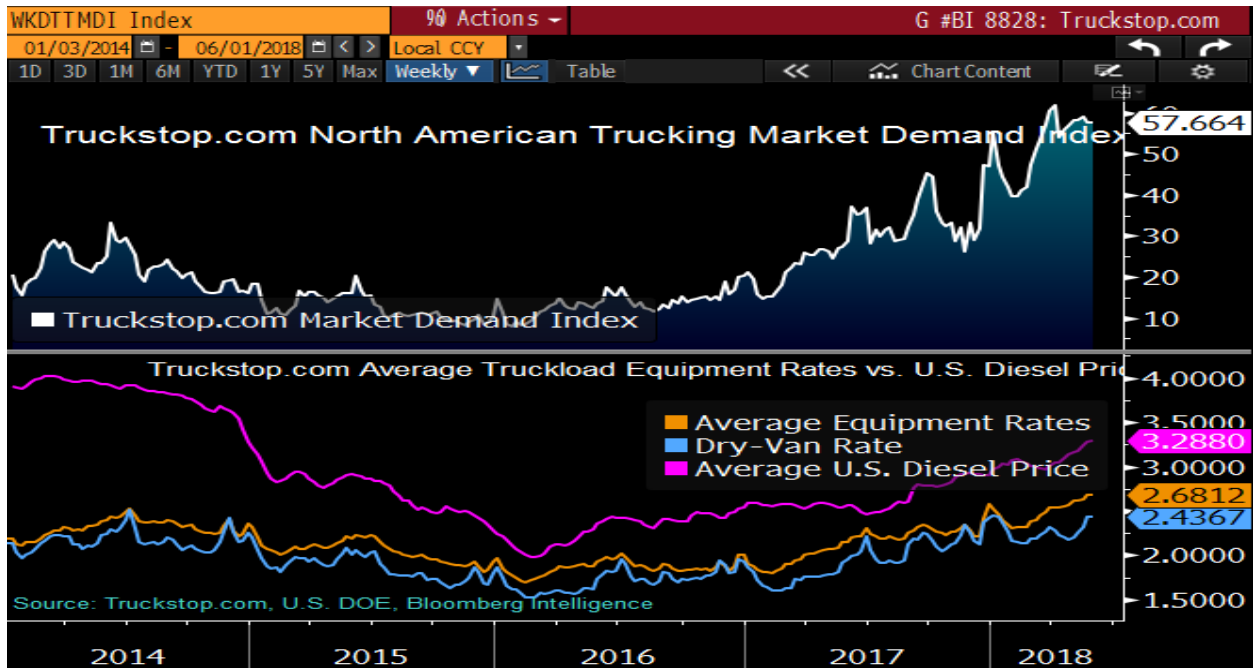 WKDTTMDI Index 90 Actions G #BI 8828: Truckstop.com
01/03/2014 - 06/01/2018 < > Local CCY
1D 3D 1M 6M YTD 1Y 5Y Max Weekly ▼ Table << Chart Content
Truckstop.com North American Trucking Market Demand Index
60
57.664
50
40
30
20
10
Truckstop.com Market Demand Index
Truckstop.com Average Truckload Equipment Rates vs. U.S. Diesel Pric
4.0000
3.5000
3.2880
3.0000
2.6812
2.4367
2.0000
1.5000
Average Equipment Rates
Dry-Van Rate
Average U.S. Diesel Price
Source: Truckstop.com, U.S. DOE, Bloomberg Intelligence
2014 2015 2016 2017 2018